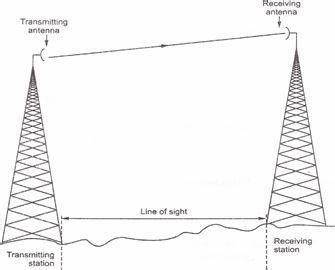 Transmitting
antenna
Receiving
antenna
Line of sight
Transmitting
station
Receiving
station